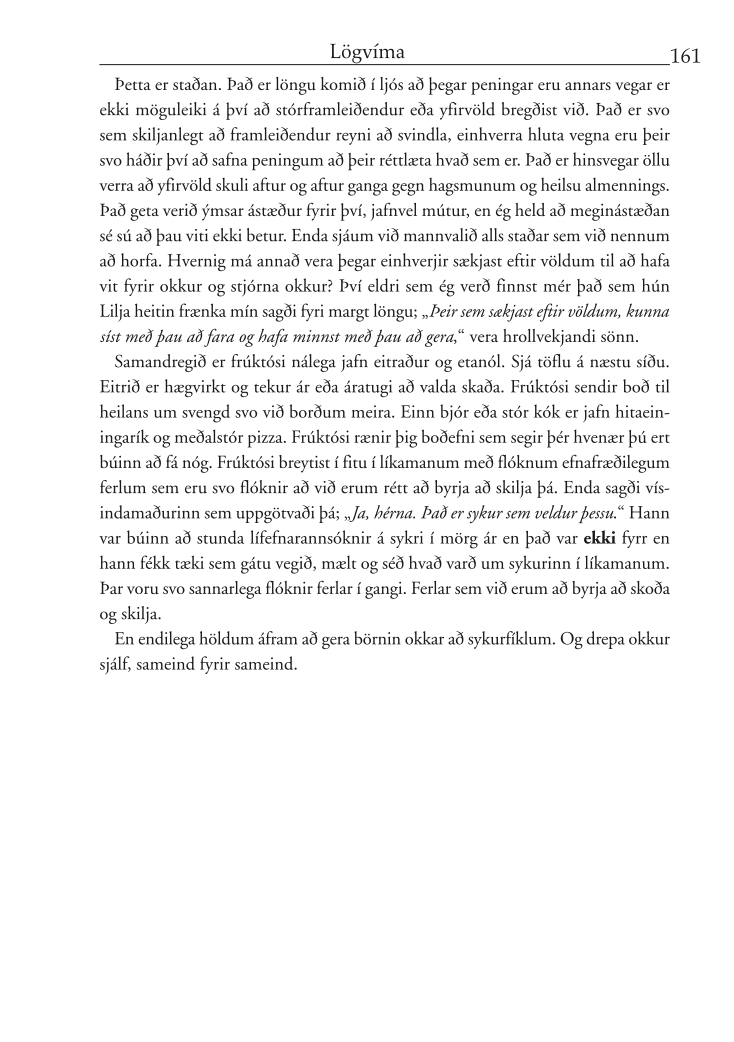 Lögvíma
161
Þetta er staðan. Það er löngu komið í ljós að þegar peningar eru annars vegar er
ekki möguleiki á því að stórframleiðendur eða yfirvöld bregðist við. Það er svo
sem skiljanlegt að framleiðendur reyni að svindla, einhverra hluta vegna eru þeir
svo háðir því að safna peningum að þeir réttlæta hvað sem er. Það er hinsvegar öllu
verra að yfirvöld skuli aftur og aftur ganga gegn hagsmunum og heilsu almennings.
Það geta verið ýmsar ástæður fyrir því, jafnvel mútur, en ég held að meginástæðan
sé sú að þau viti ekki betur. Enda sjáum við mannvalið alls staðar sem við nennum
að horfa. Hvernig má annað vera þegar einhverjir sækjast eftir völdum til að hafa
vit fyrir okkur og stjórna okkur? Því eldri sem ég verð finnst mér það sem hún
Lilja heitin frænka mín sagði fyri margt löngu; „Þeir sem sækjast eftir völdum, kunna
síst með þau að fara og hafa minnst með þau að gera,“ vera hrollvekjandi sönn.
Samandregið er frúktósi nálega jafn eitraður og etanól. Sjá töflu á næstu síðu.
Eitrið er hægvirkt og tekur ár eða áratugi að valda skaða. Frúktósi sendir boð til
heilans um svengd svo við borðum meira. Einn bjór eða stór kók er jafn hitaein-
ingarík og meðalstór pizza. Frúktósi rænir þig boðefni sem segir þér hvenær þú ert
búinn að fá nóg. Frúktósi breytist í fitu í líkamanum með flóknum efnafræðilegum
ferlum sem eru svo flóknir að við erum rétt að byrja að skilja þá. Enda sagði vís-
indamaðurinn sem uppgötvaði þá; „Ja, hérna. Það er sykur sem veldur þessu.“ Hann
var búinn að stunda lífefnarannsóknir á sykri í mörg ár en það var ekki fyrr en
hann fékk tæki sem gátu vegið, mælt og séð hvað varð um sykurinn í líkamanum.
Þar voru svo sannarlega flóknir ferlar í gangi. Ferlar sem við erum að byrja að skoða
og skilja.
En endilega höldum áfram að gera börnin okkar að sykurfíklum. Og drepa okkur
sjálf, sameind fyrir sameind.